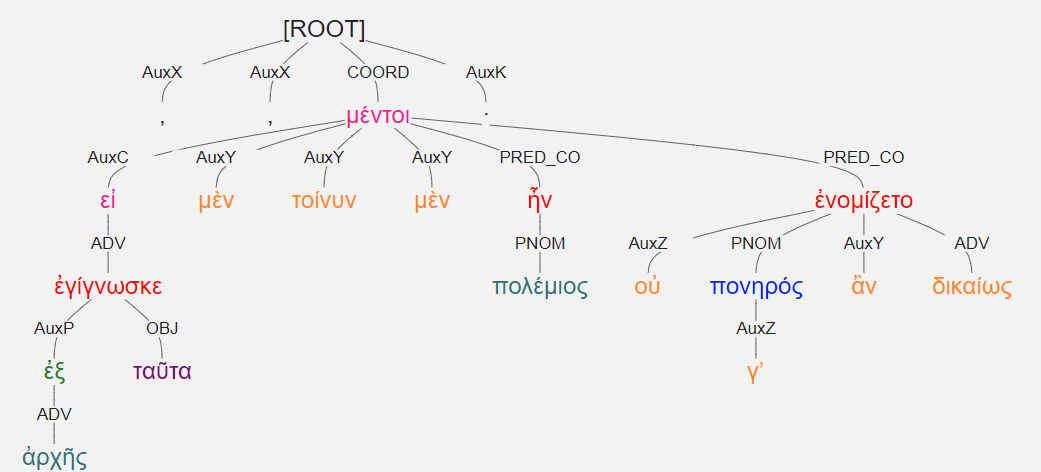 [ROOT]
AuxX AuxX COORD AuxK
, , μέντοι .
AuxC AuxY AuxY AuxY PRED_CO PRED_CO
εἰ μὲν τοίνυν μὲν ἦν ἐνομίζετο
ADV PNOM AuxZ PNOM AuxY ADV
ἐγίγνωσκε πολέμιος οὐ πονηρός ἂν δικαίως
AuxP OBJ AuxZ
ἐξ ταῦτα γ’
ADV
ἀρχῆς